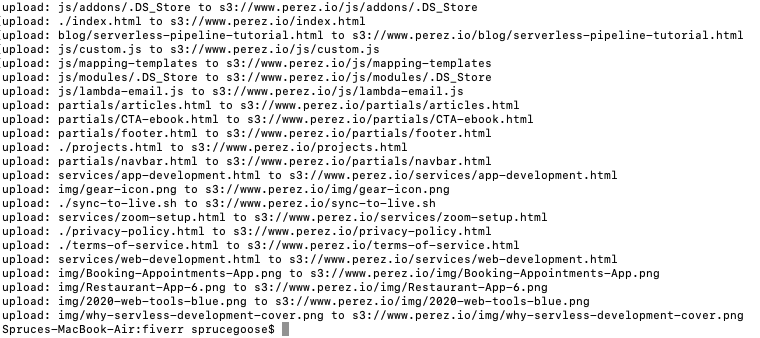 upload: js/addons/.DS_Store to s3://www.perez.io/js/addons/.DS_Store
upload: ./index.html to s3://www.perez.io/index.html
upload: blog/serverless-pipeline-tutorial.html to s3://www.perez.io/blog/serverless-pipeline-tutorial.html
upload: js/custom.js to s3://www.perez.io/js/custom.js
upload: js/mapping-templates to s3://www.perez.io/js/mapping-templates
upload: js/modules/.DS_Store to s3://www.perez.io/js/modules/.DS_Store
upload: js/lambda-email.js to s3://www.perez.io/js/lambda-email.js
upload: partials/articles.html to s3://www.perez.io/partials/articles.html
upload: partials/CTA-ebook.html to s3://www.perez.io/partials/CTA-ebook.html
upload: partials/footer.html to s3://www.perez.io/partials/footer.html
upload: ./projects.html to s3://www.perez.io/projects.html
upload: partials/navbar.html to s3://www.perez.io/partials/navbar.html
upload: services/app-development.html to s3://www.perez.io/services/app-development.html
upload: img/gear-icon.png to s3://www.perez.io/img/gear-icon.png
upload: ./sync-to-live.sh to s3://www.perez.io/sync-to-live.sh
upload: services/zoom-setup.html to s3://www.perez.io/services/zoom-setup.html
upload: ./privacy-policy.html to s3://www.perez.io/privacy-policy.html
upload: ./terms-of-service.html to s3://www.perez.io/terms-of-service.html
upload: services/web-development.html to s3://www.perez.io/services/web-development.html
upload: img/Booking-Appointments-App.png to s3://www.perez.io/img/Booking-Appointments-App.png
upload: img/Restaurant-App-6.png to s3://www.perez.io/img/Restaurant-App-6.png
upload: img/2020-web-tools-blue.png to s3://www.perez.io/img/2020-web-tools-blue.png
upload: img/why-servless-development-cover.png to s3://www.perez.io/img/why-servless-development-cover.png
Spruces-MacBook-Air:fiverr sprucegoose$